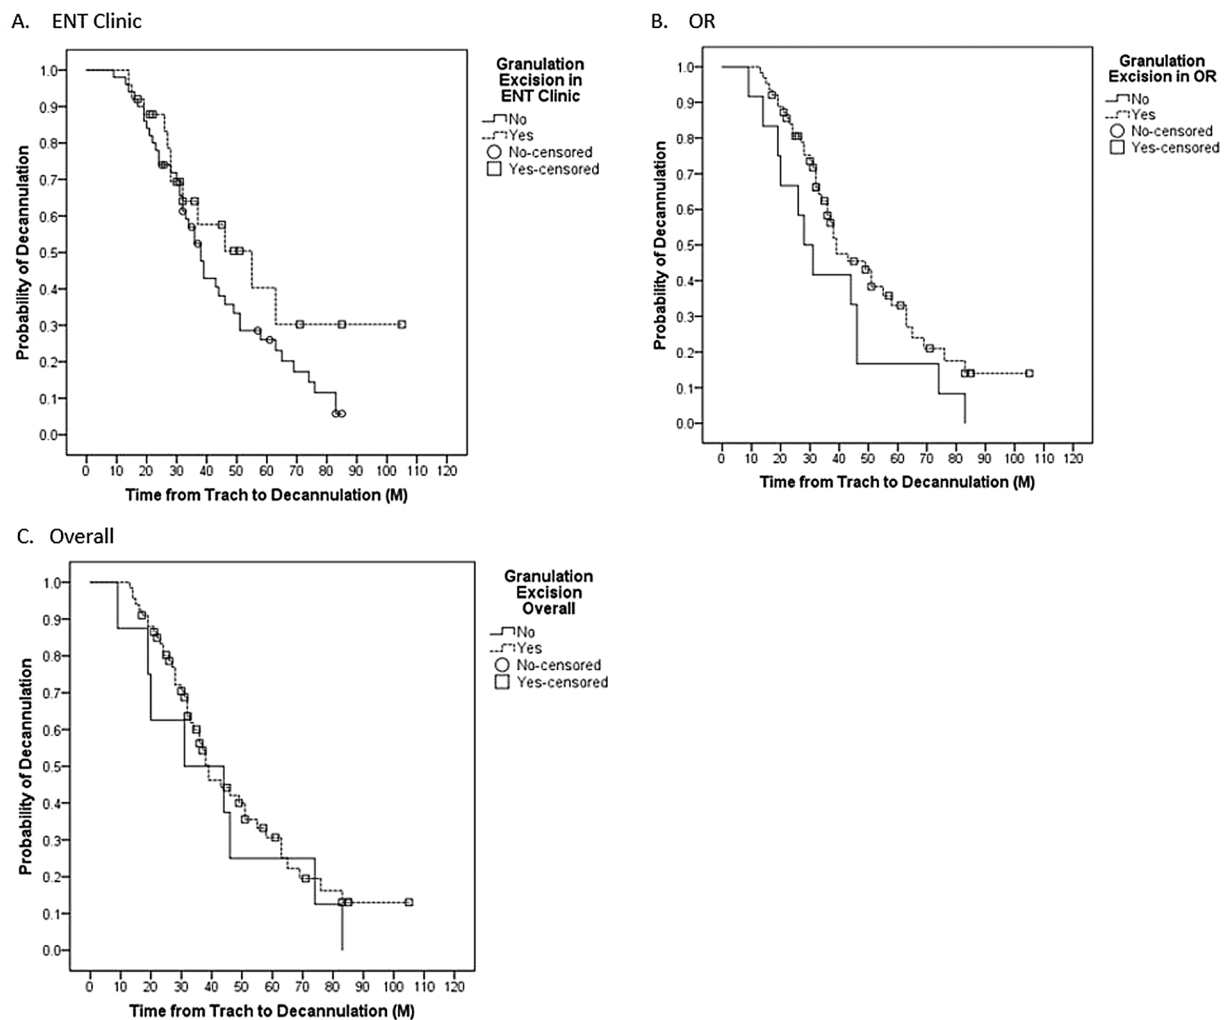 A. ENT Clinic
Granulation
Excision in
ENT Clinic
No
Yes
No-censored
Yes-censored
Probability of Decannulation
1.0
0.9
0.8
0.7
0.6
0.5
0.4
0.3
0.2
0.1
0.0
0 10 20 30 40 50 60 70 80 90 100 110 120
Time from Trach to Decannulation (M)
B. OR
Granulation
Excision in OR
No
Yes
No-censored
Yes-censored
Probability of Decannulation
1.0
0.9
0.8
0.7
0.6
0.5
0.4
0.3
0.2
0.1
0.0
0 10 20 30 40 50 60 70 80 90 100 110 120
Time from Trach to Decannulation (M)
C. Overall
Granulation
Excision
Overall
No
Yes
No-censored
Yes-censored
Probability of Decannulation
1.0
0.9
0.8
0.7
0.6
0.5
0.4
0.3
0.2
0.1
0.0
0 10 20 30 40 50 60 70 80 90 100 110 120
Time from Trach to Decannulation (M)